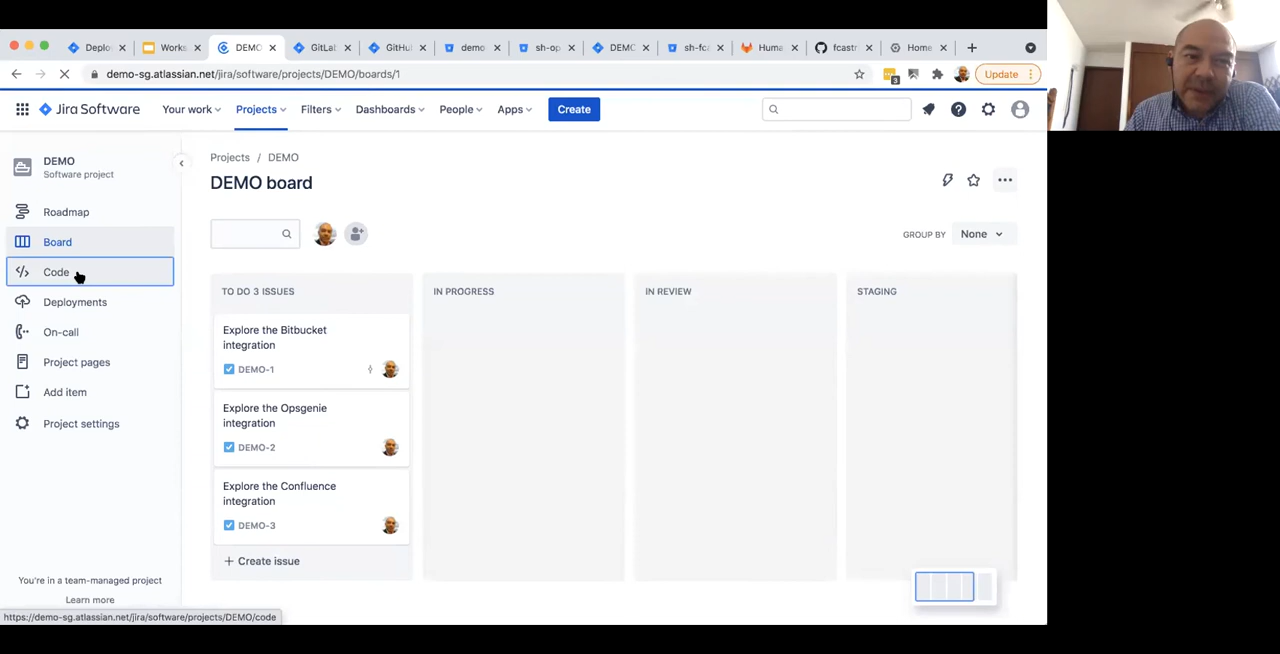 Deplo
Works
DEMO
GitLab
GitHu
demo
sh-op
DEMO
sh-fca
Huma
fcastr
Home
demo-sg.atlassian.net/jira/software/projects/DEMO/boards/1
3
Update
Jira Software
Your work
Projects
Filters
Dashboards
People
Apps
Create
DEMO
Software project
Roadmap
Board
Code
Deployments
On-call
Project pages
Add item
Project settings
You're in a team-managed project
Learn more
https://demo-sg.atlassian.net/jira/software/projects/DEMO/code
Projects / DEMO
DEMO board
GROUP BY
None
TO DO 3 ISSUES
Explore the Bitbucket
integration
DEMO-1
Explore the Opsgenie
integration
DEMO-2
Explore the Confluence
integration
DEMO-3
+ Create issue
IN PROGRESS
IN REVIEW
STAGING